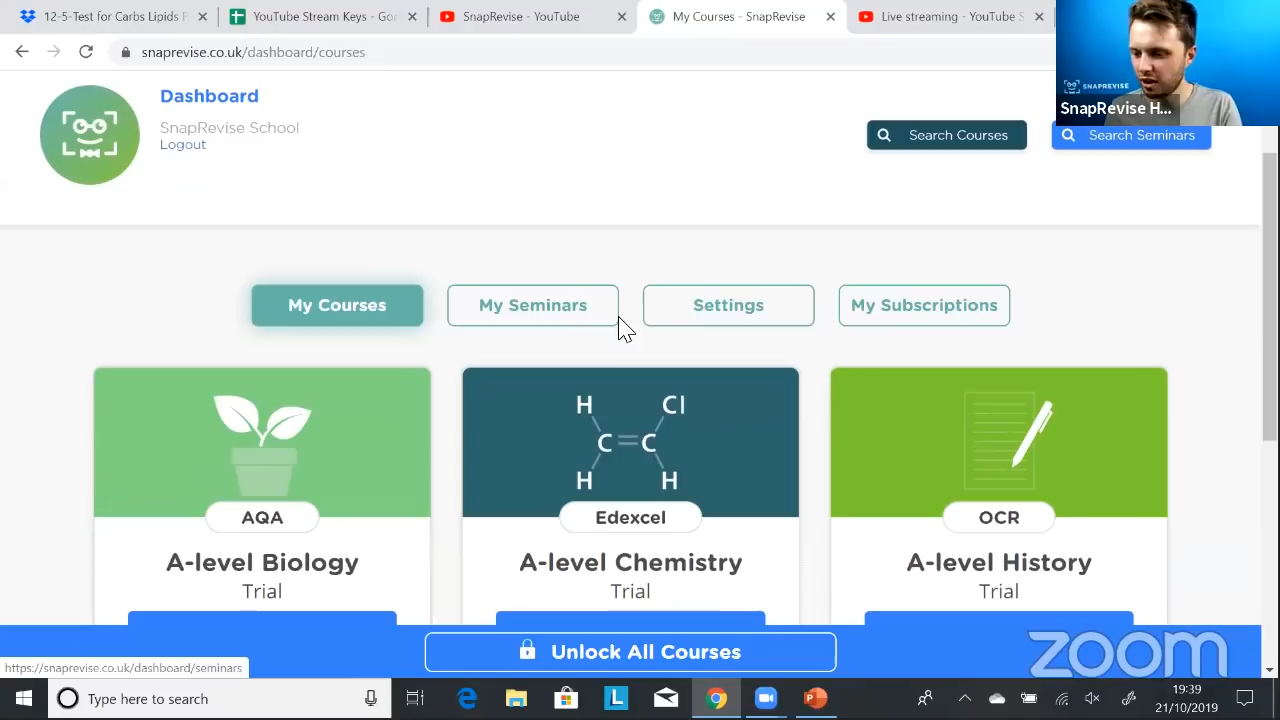 12-5-Test for Carbs Lipids P
YouTube Stream Keys - Goo
SnapRevise - YouTube
My Courses - SnapRevise
Live streaming - YouTube S
snaprevise.co.uk/dashboard/courses
SNAPREVISE
SnapRevise H...
Dashboard
SnapRevise School
Logout
Search Courses
Search Seminars
My Courses
My Seminars
Settings
My Subscriptions
H
Cl
C
C
H
H
AQA
Edexcel
OCR
A-level Biology
A-level Chemistry
A-level History
Trial
Trial
Trial
Unlock All Courses
zoom
https://snaprevise.co.uk/dashboard/seminars
Type here to search
L
19:39
21/10/2019